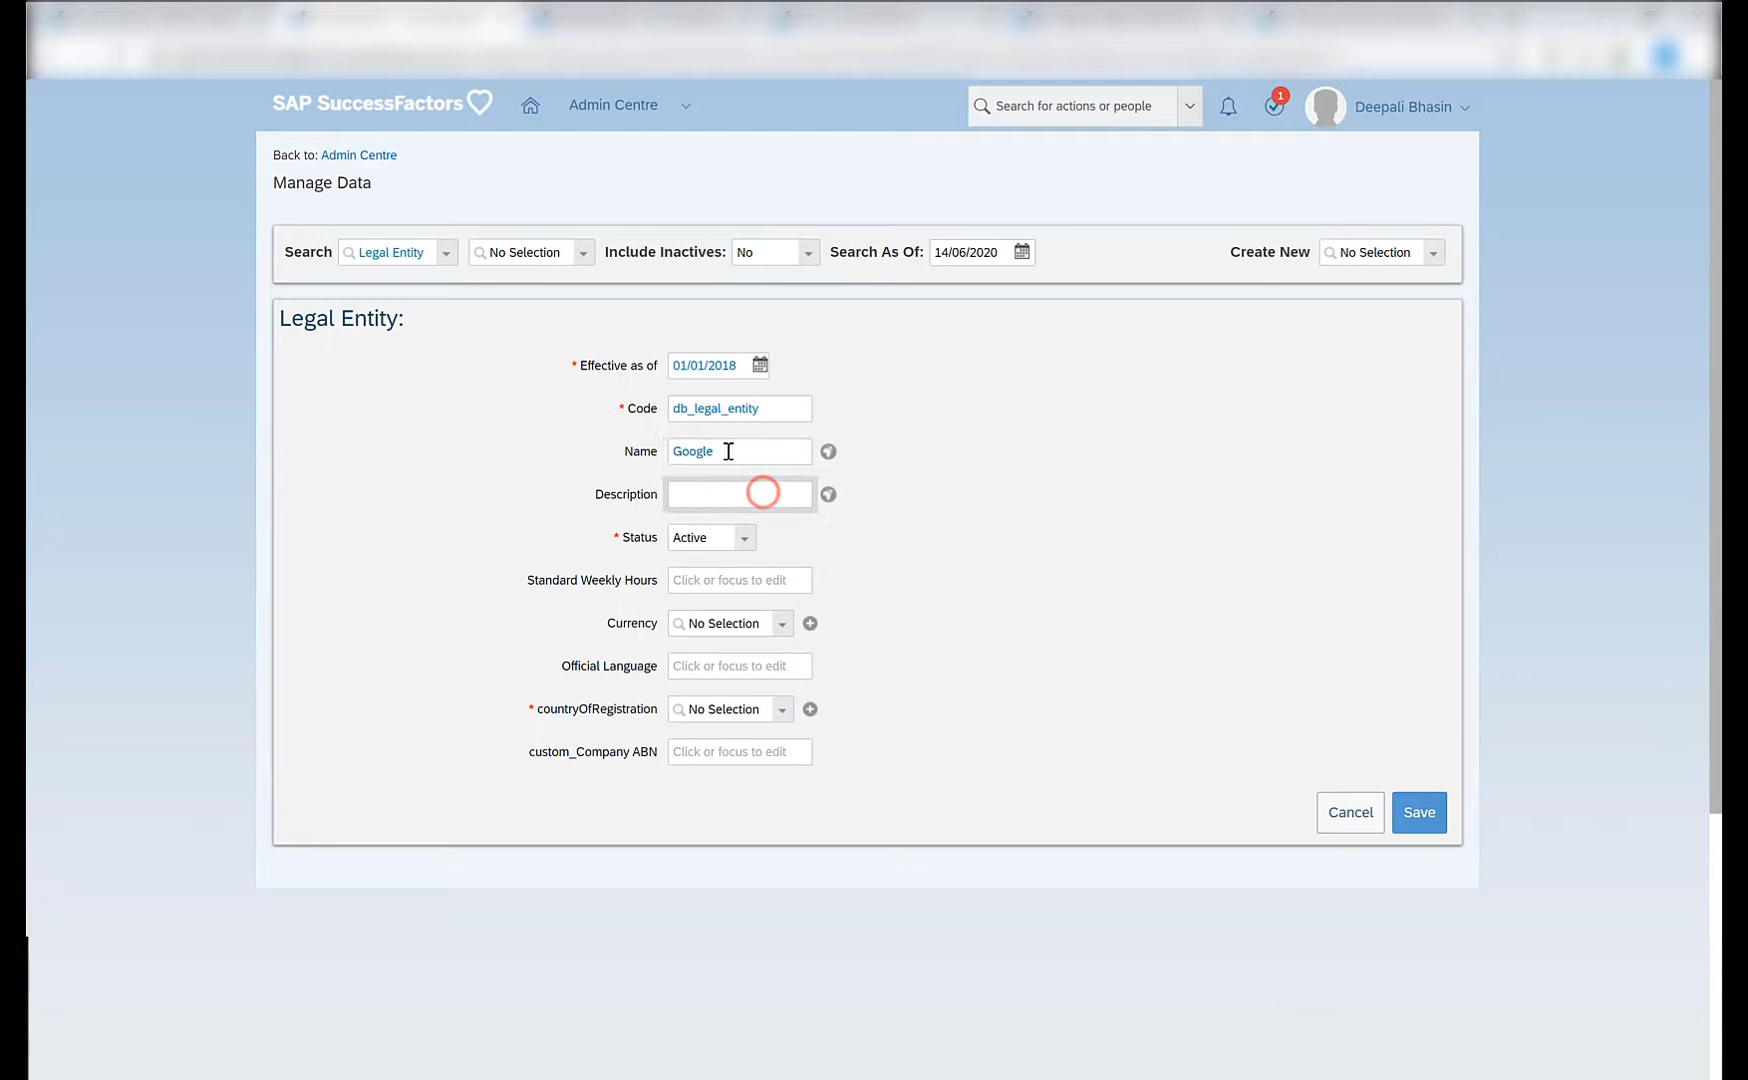 SAP SuccessFactors Admin Centre Search for actions or people 1 Deepali Bhasin
Back to: Admin Centre
Manage Data
Search Legal Entity No Selection Include Inactives: No Search As Of: 14/06/2020 Create New No Selection
Legal Entity:
* Effective as of 01/01/2018
* Code db_legal_entity
Name Google
Description
* Status Active
Standard Weekly Hours Click or focus to edit
Currency No Selection
Official Language Click or focus to edit
* countryOfRegistration No Selection
custom_Company ABN Click or focus to edit
Cancel Save